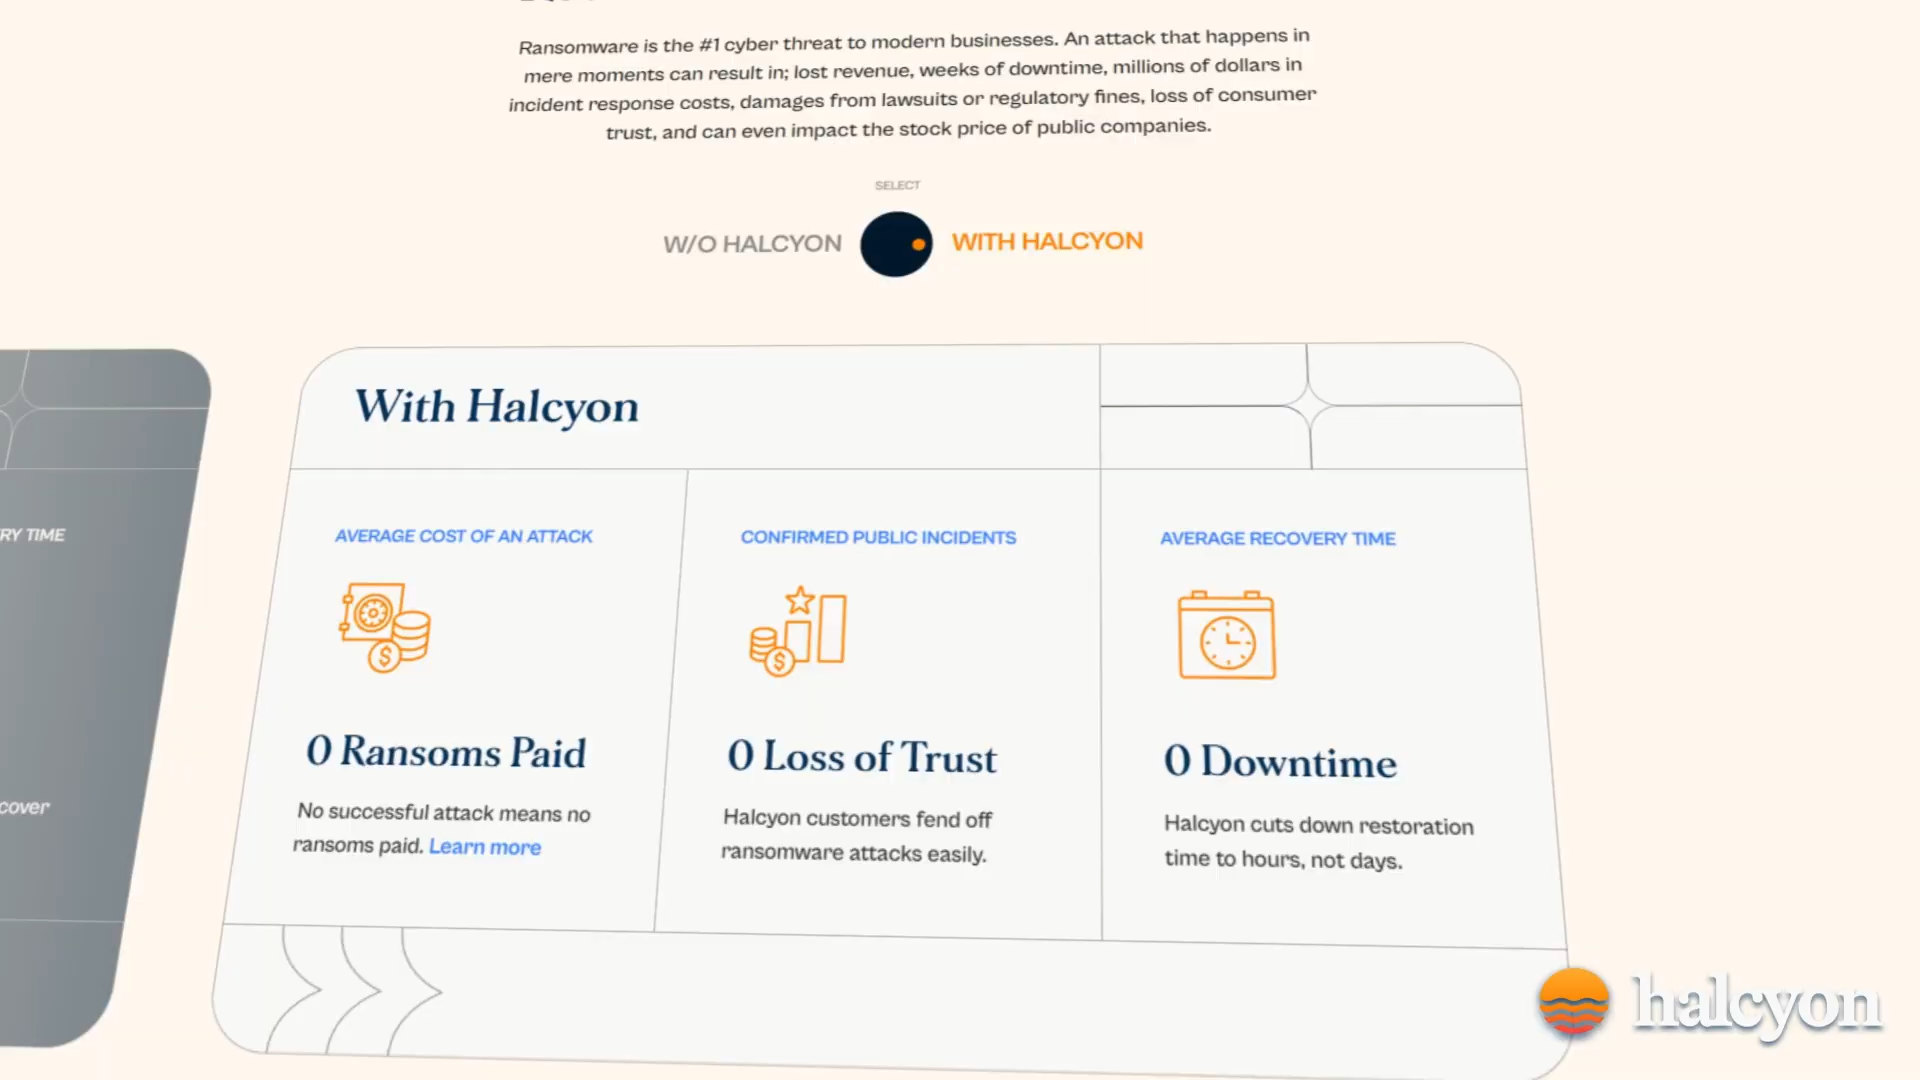 Ransomware is the #1 cyber threat to modern businesses. An attack that happens in
mere moments can result in; lost revenue, weeks of downtime, millions of dollars in
incident response costs, damages from lawsuits or regulatory fines, loss of consumer
trust, and can even impact the stock price of public companies.
SELECT
W/O HALCYON
WITH HALCYON
With Halcyon
RY TIME
cover
AVERAGE COST OF AN ATTACK
0 Ransoms Paid
No successful attack means no
ransoms paid. Learn more
CONFIRMED PUBLIC INCIDENTS
0 Loss of Trust
Halcyon customers fend off
ransomware attacks easily.
AVERAGE RECOVERY TIME
0 Downtime
Halcyon cuts down restoration
time to hours, not days.
halcyon